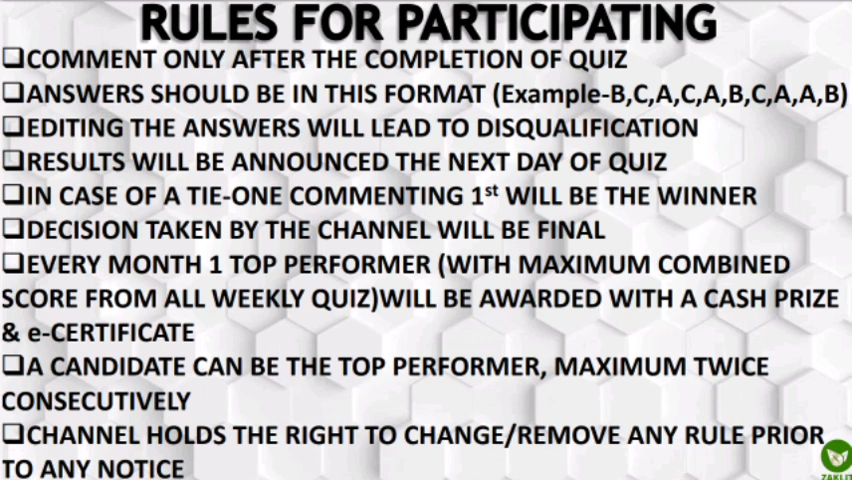 RULES FOR PARTICIPATING
❑COMMENT ONLY AFTER THE COMPLETION OF QUIZ
❑ANSWERS SHOULD BE IN THIS FORMAT (Example-B,C,A,C,A,B,C,A,A,B)
❑EDITING THE ANSWERS WILL LEAD TO DISQUALIFICATION
❑RESULTS WILL BE ANNOUNCED THE NEXT DAY OF QUIZ
❑IN CASE OF A TIE-ONE COMMENTING 1st WILL BE THE WINNER
❑DECISION TAKEN BY THE CHANNEL WILL BE FINAL
❑EVERY MONTH 1 TOP PERFORMER (WITH MAXIMUM COMBINED
SCORE FROM ALL WEEKLY QUIZ)WILL BE AWARDED WITH A CASH PRIZE
& e-CERTIFICATE
❑A CANDIDATE CAN BE THE TOP PERFORMER, MAXIMUM TWICE
CONSECUTIVELY
❑CHANNEL HOLDS THE RIGHT TO CHANGE/REMOVE ANY RULE PRIOR
TO ANY NOTICE